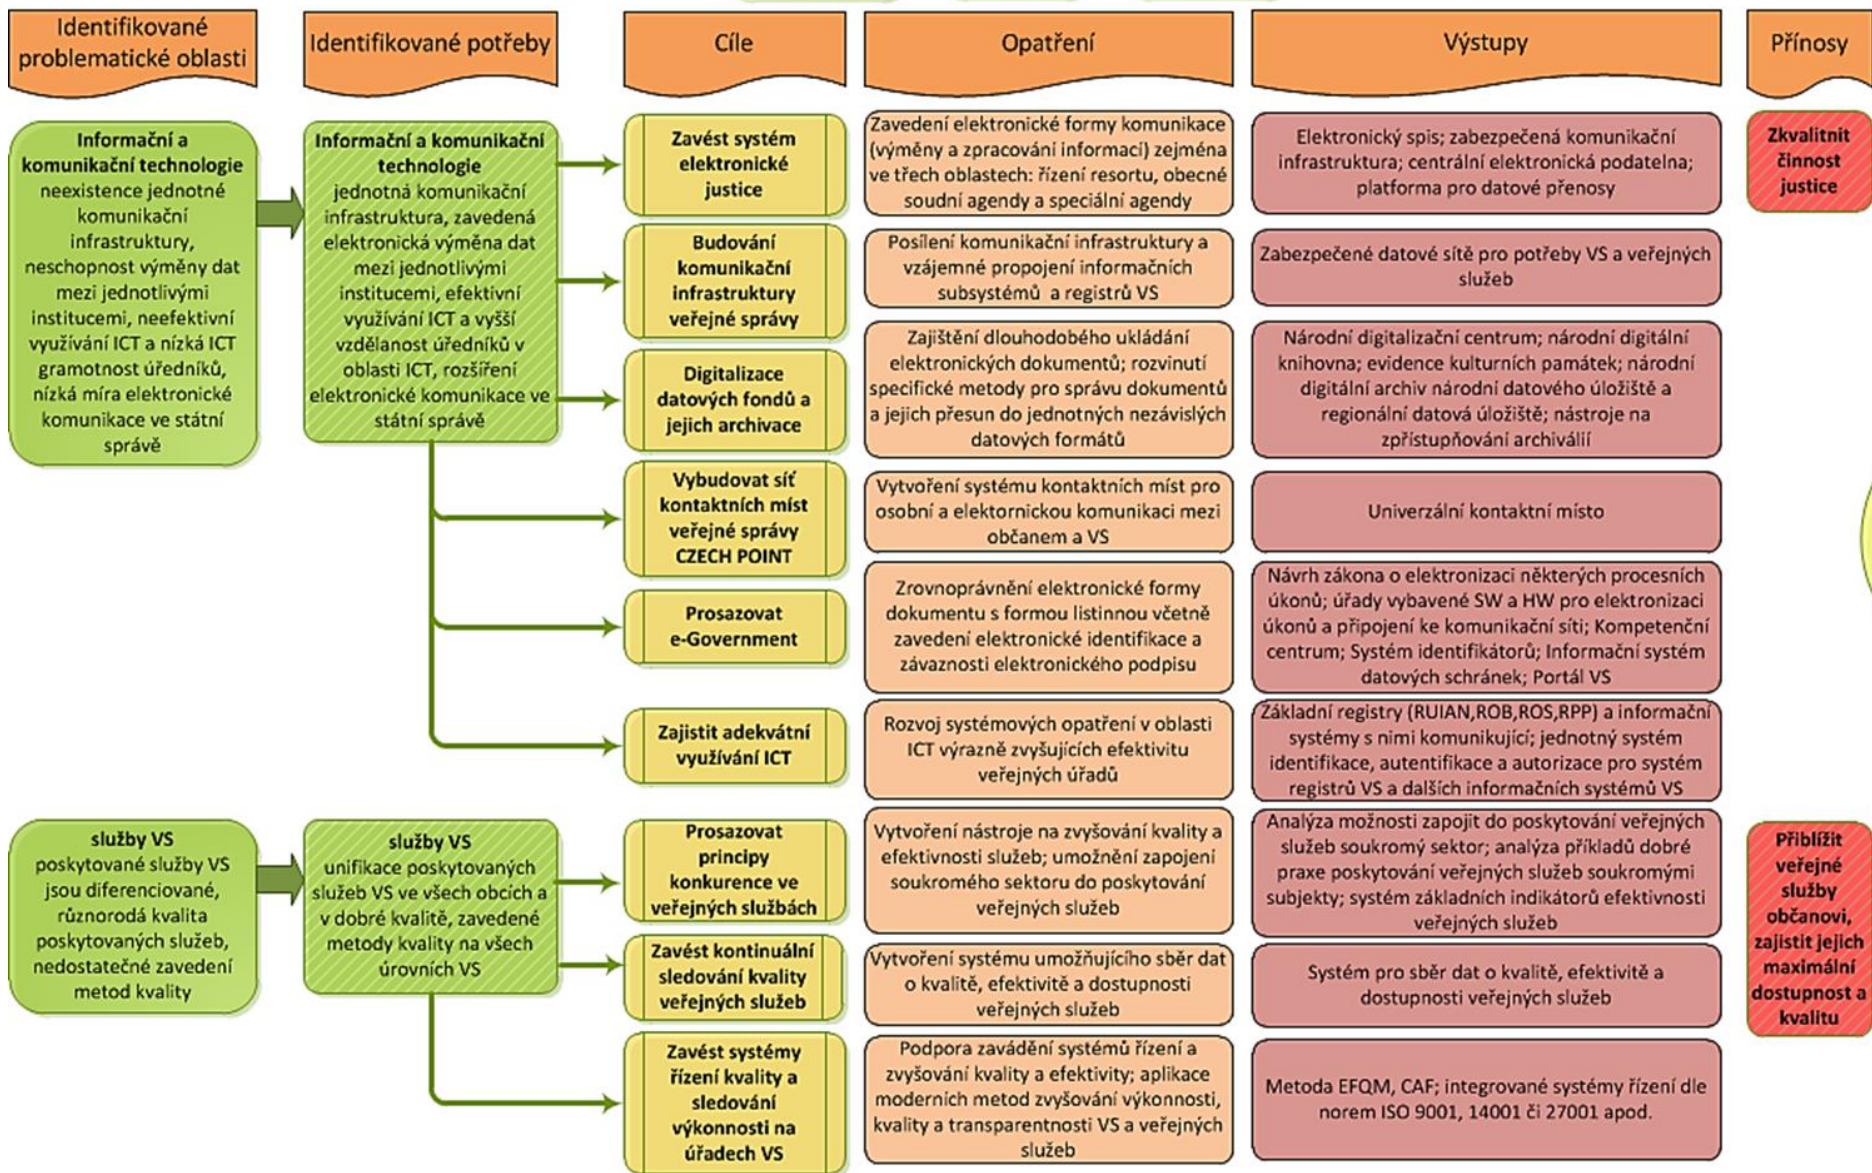 Identifikované
problematické oblasti
Identifikované potřeby
Cíle
Opatření
Výstupy
Přínosy
Informační a
komunikační technologie
neexistence jednotné
komunikační
infrastruktury,
neschopnost výměny dat
mezi jednotlivými
institucemi, neefektivní
využívání ICT a nízká ICT
gramotnost úředníků,
nízká míra elektronické
komunikace ve státní
správě
Informační a komunikační
technologie
jednotná komunikační
infrastruktura, zavedená
elektronická výměna dat
mezi jednotlivými
institucemi, efektivní
využívání ICT a vyšší
vzdělanost úředníků v
oblasti ICT, rozšíření
elektronické komunikace ve
státní správě
Zavést systém
elektronické
justice
Zavedení elektronické formy komunikace
(výměny a zpracování informací) zejména
ve třech oblastech: řízení resortu, obecné
soudní agendy a speciální agendy
Elektronický spis; zabezpečená komunikační
infrastruktura; centrální elektronická podatelna;
platforma pro datové přenosy
Zkvalitnit
činnost
justice
Budování
komunikační
infrastruktury
veřejné správy
Posílení komunikační infrastruktury a
vzájemné propojení informačních
subsystémů a registrů VS
Zabezpečené datové sítě pro potřeby VS a veřejných
služeb
Digitalizace
datových fondů a
jejich archivace
Zajištění dlouhodobého ukládání
elektronických dokumentů; rozvinutí
specifické metody pro správu dokumentů
a jejich přesun do jednotných nezávislých
datových formátů
Národní digitalizační centrum; národní digitální
knihovna; evidence kulturních památek; národní
digitální archiv národní datového úložiště a
regionální datová úložiště; nástroje na
zpřístupňování archiválií
Vybudovat síť
kontaktních míst
veřejné správy
CZECH POINT
Vytvoření systému kontaktních míst pro
osobní a elektornickou komunikaci mezi
občanem a VS
Univerzální kontaktní místo
Prosazovat
e-Government
Zrovnoprávnění elektronické formy
dokumentu s formou listinnou včetně
zavedení elektronické identifikace a
závaznosti elektronického podpisu
Návrh zákona o elektronizaci některých procesních
úkonů; úřady vybavené SW a HW pro elektronizaci
úkonů a připojení ke komunikační síti; Kompetenční
centrum; Systém identifikátorů; Informační systém
datových schránek; Portál VS
Zajistit adekvátní
využívání ICT
Rozvoj systémových opatření v oblasti
ICT výrazně zvyšujících efektivitu
veřejných úřadů
Základní registry (RUIAN,ROB,ROS,RPP) a informační
systémy s nimi komunikující; jednotný systém
identifikace, autentifikace a autorizace pro systém
registrů VS a dalších informačních systémů VS
služby VS
poskytované služby VS
jsou diferenciované,
různorodá kvalita
poskytovaných služeb,
nedostatečné zavedení
metod kvality
služby VS
unifikace poskytovaných
služeb VS ve všech obcích a
v dobré kvalitě, zavedené
metody kvality na všech
úrovních VS
Prosazovat
principy
konkurence ve
veřejných službách
Vytvoření nástroje na zvyšování kvality a
efektivnosti služeb; umožnění zapojení
soukromého sektoru do poskytování
veřejných služeb
Analýza možnosti zapojit do poskytování veřejných
služeb soukromý sektor; analýza příkladů dobré
praxe poskytování veřejných služeb soukromými
subjekty; systém základních indikátorů efektivnosti
veřejných služeb
Přiblížit
veřejné
služby
občanovi,
zajistit jejich
maximální
dostupnost a
kvalitu
Zavést kontinuální
sledování kvality
veřejných služeb
Vytvoření systému umožňujícího sběr dat
o kvalitě, efektivitě a dostupnosti
veřejných služeb
Systém pro sběr dat o kvalitě, efektivitě a
dostupnosti veřejných služeb
Zavést systémy
řízení kvality a
sledování
výkonnosti na
úřadech VS
Podpora zavádění systémů řízení a
zvyšování kvality a efektivity; aplikace
moderních metod zvyšování výkonnosti,
kvality a transparentnosti VS a veřejných
služeb
Metoda EFQM, CAF; integrované systémy řízení dle
norem ISO 9001, 14001 či 27001 apod.